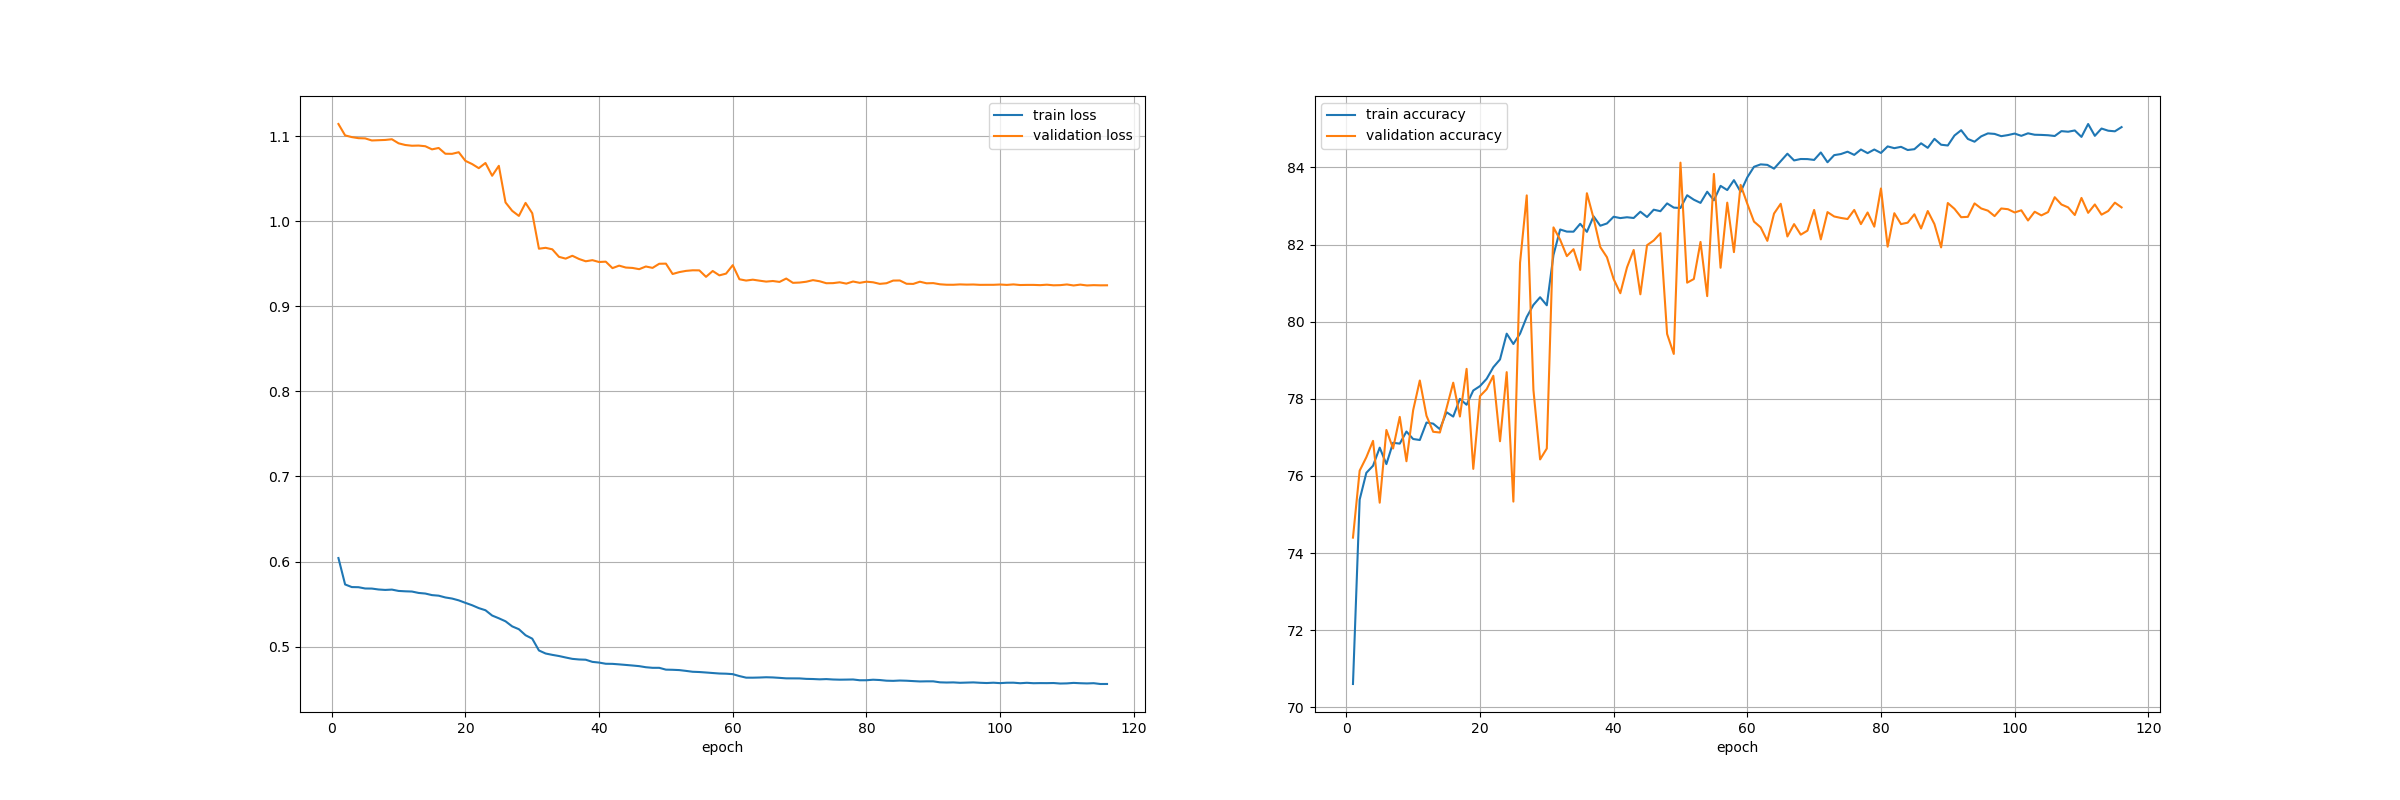 train loss
validation loss
1.1
1.0
0.9
0.8
0.7
0.6
0.5
0 20 40 60 80 100 120
epoch
train accuracy
validation accuracy
84
82
80
78
76
74
72
70
0 20 40 60 80 100 120
epoch